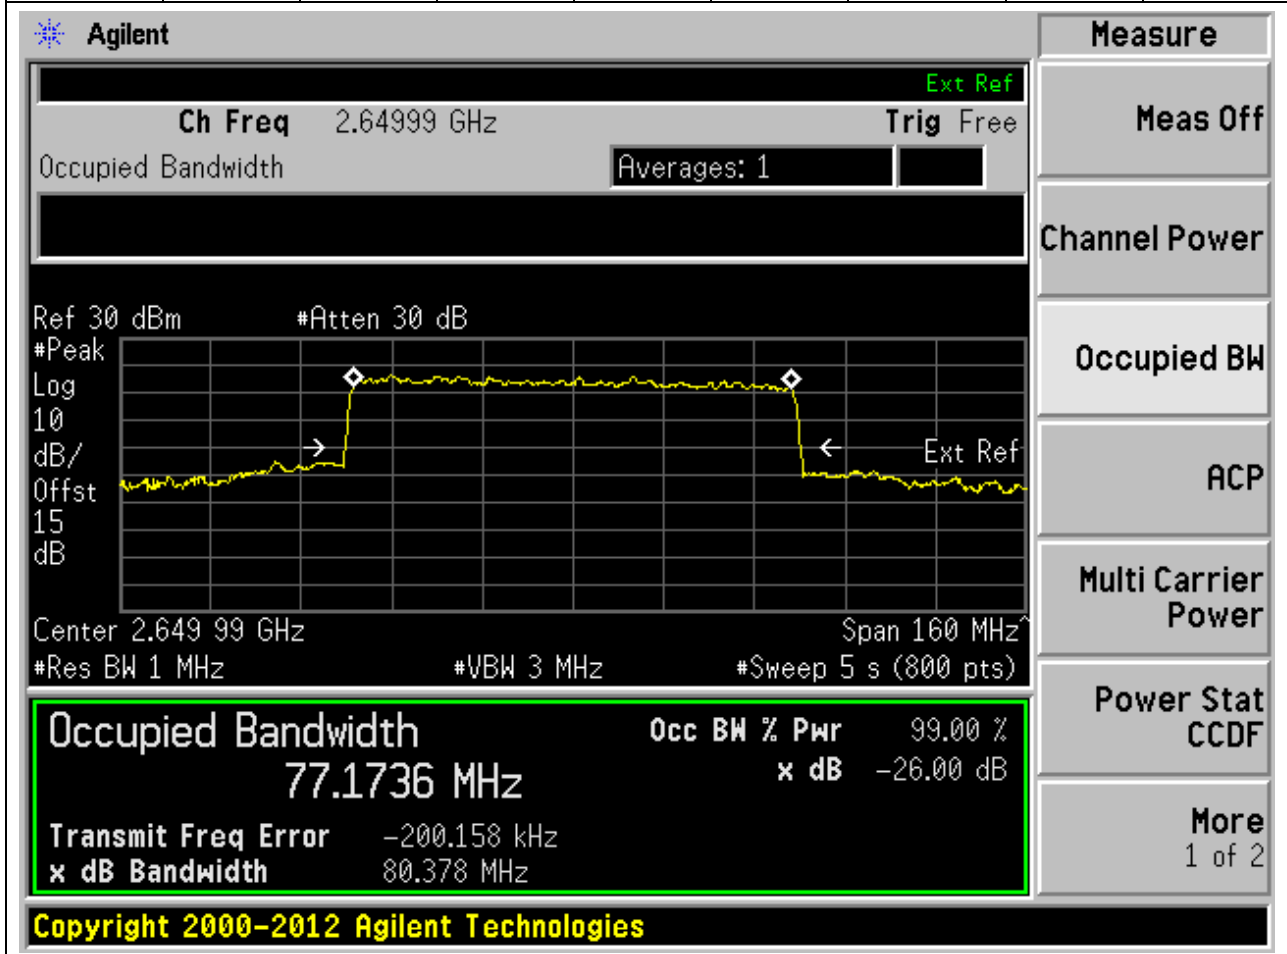 Agilent
Measure
Ext Ref
Ch Freq 2.64999 GHz Trig Free
Meas Off
Occupied Bandwidth Averages: 1
Channel Power
Ref 30 dBm #Atten 30 dB
#Peak
Log
10
dB/
Offst
15
dB
Ext Ref
Occupied BW
ACP
Center 2.649 99 GHz Span 160 MHz^
#Res BW 1 MHz #VBW 3 MHz #Sweep 5 s (800 pts)
Multi Carrier
Power
Occupied Bandwidth Occ BW % Pwr 99.00 %
77.1736 MHz x dB -26.00 dB
Transmit Freq Error -200.158 kHz
x dB Bandwidth 80.378 MHz
Power Stat
CCDF
More
1 of 2
Copyright 2000-2012 Agilent Technologies